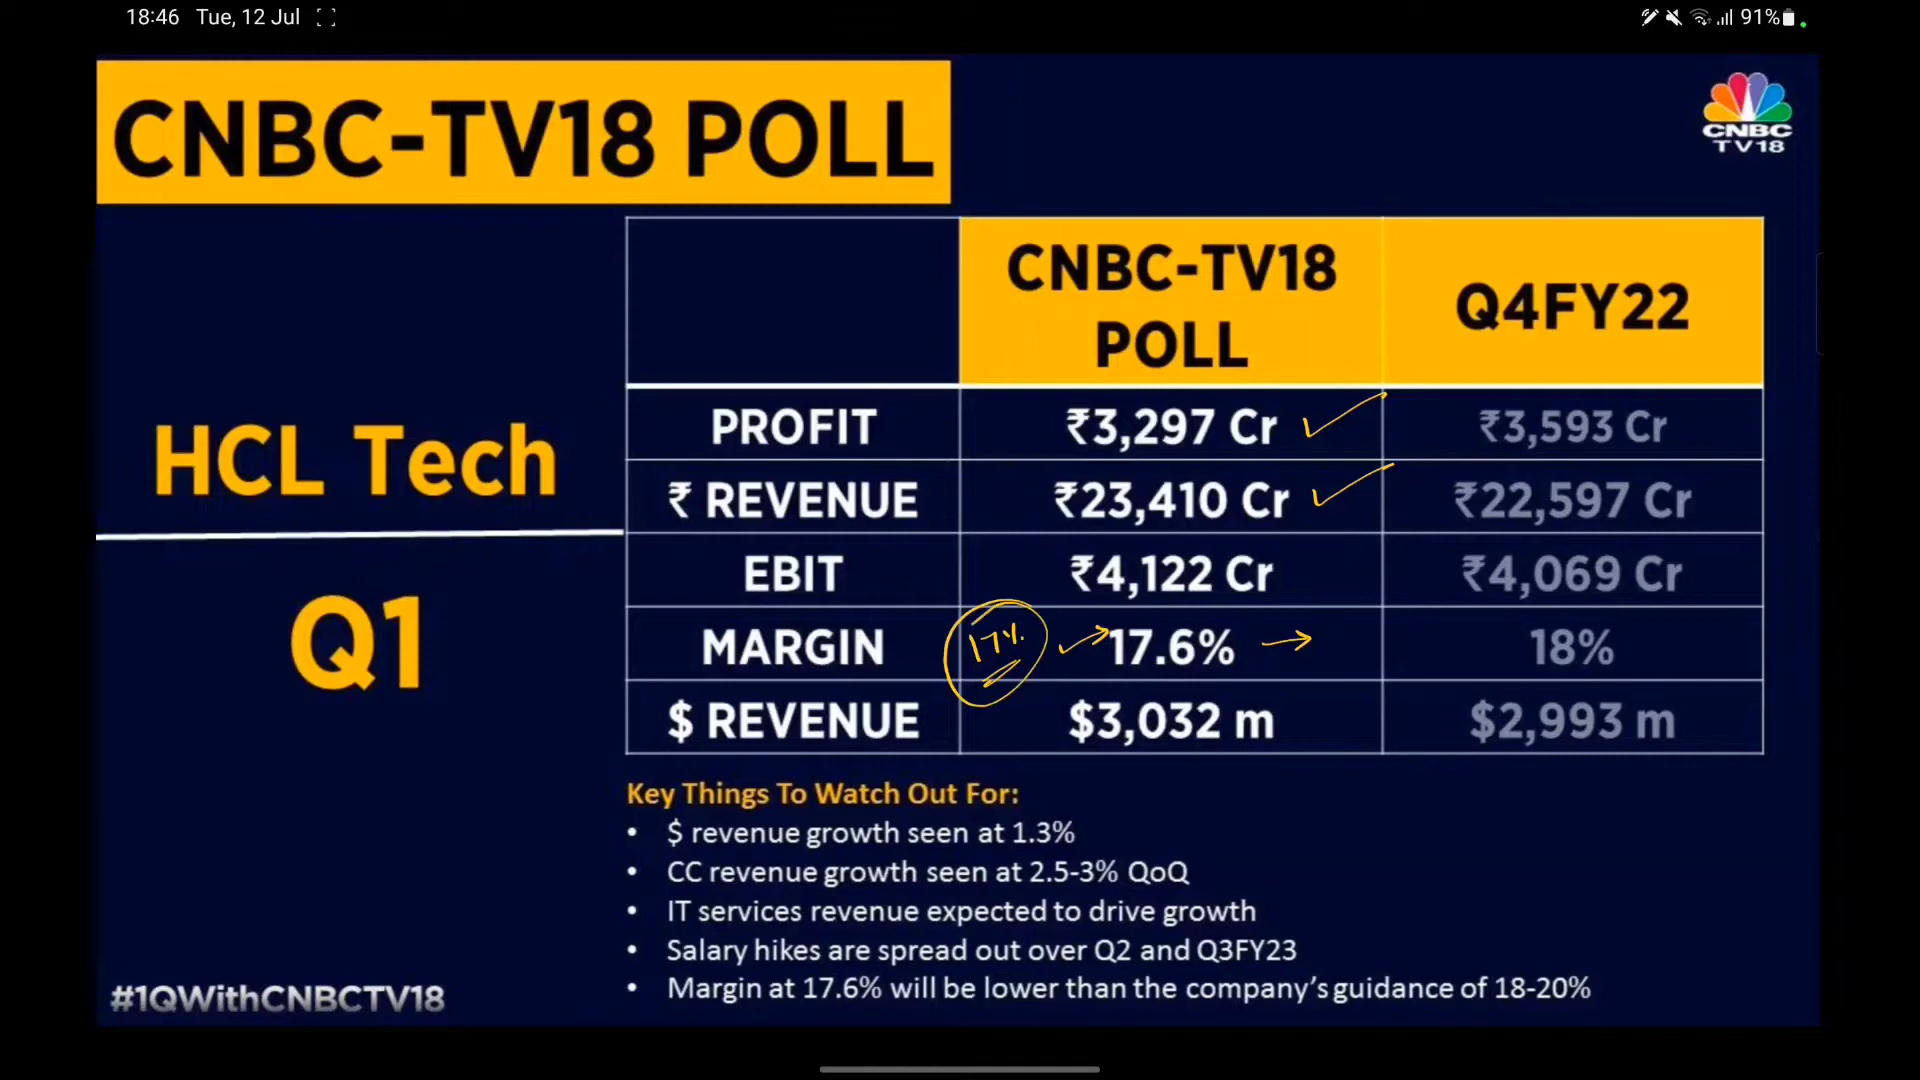 18:46 Tue, 12 Jul
91%
CNBC-TV18 POLL
CNBC
TV18
HCL Tech
Q1
CNBC-TV18
POLL
Q4FY22
PROFIT ₹3,297 Cr ₹3,593 Cr
₹ REVENUE ₹23,410 Cr ₹22,597 Cr
EBIT ₹4,122 Cr ₹4,069 Cr
MARGIN 17% 17.6% 18%
$ REVENUE $3,032 m $2,993 m
Key Things To Watch Out For:
• $ revenue growth seen at 1.3%
• CC revenue growth seen at 2.5-3% QoQ
• IT services revenue expected to drive growth
• Salary hikes are spread out over Q2 and Q3FY23
• Margin at 17.6% will be lower than the company's guidance of 18-20%
#1QWithCNBCTV18